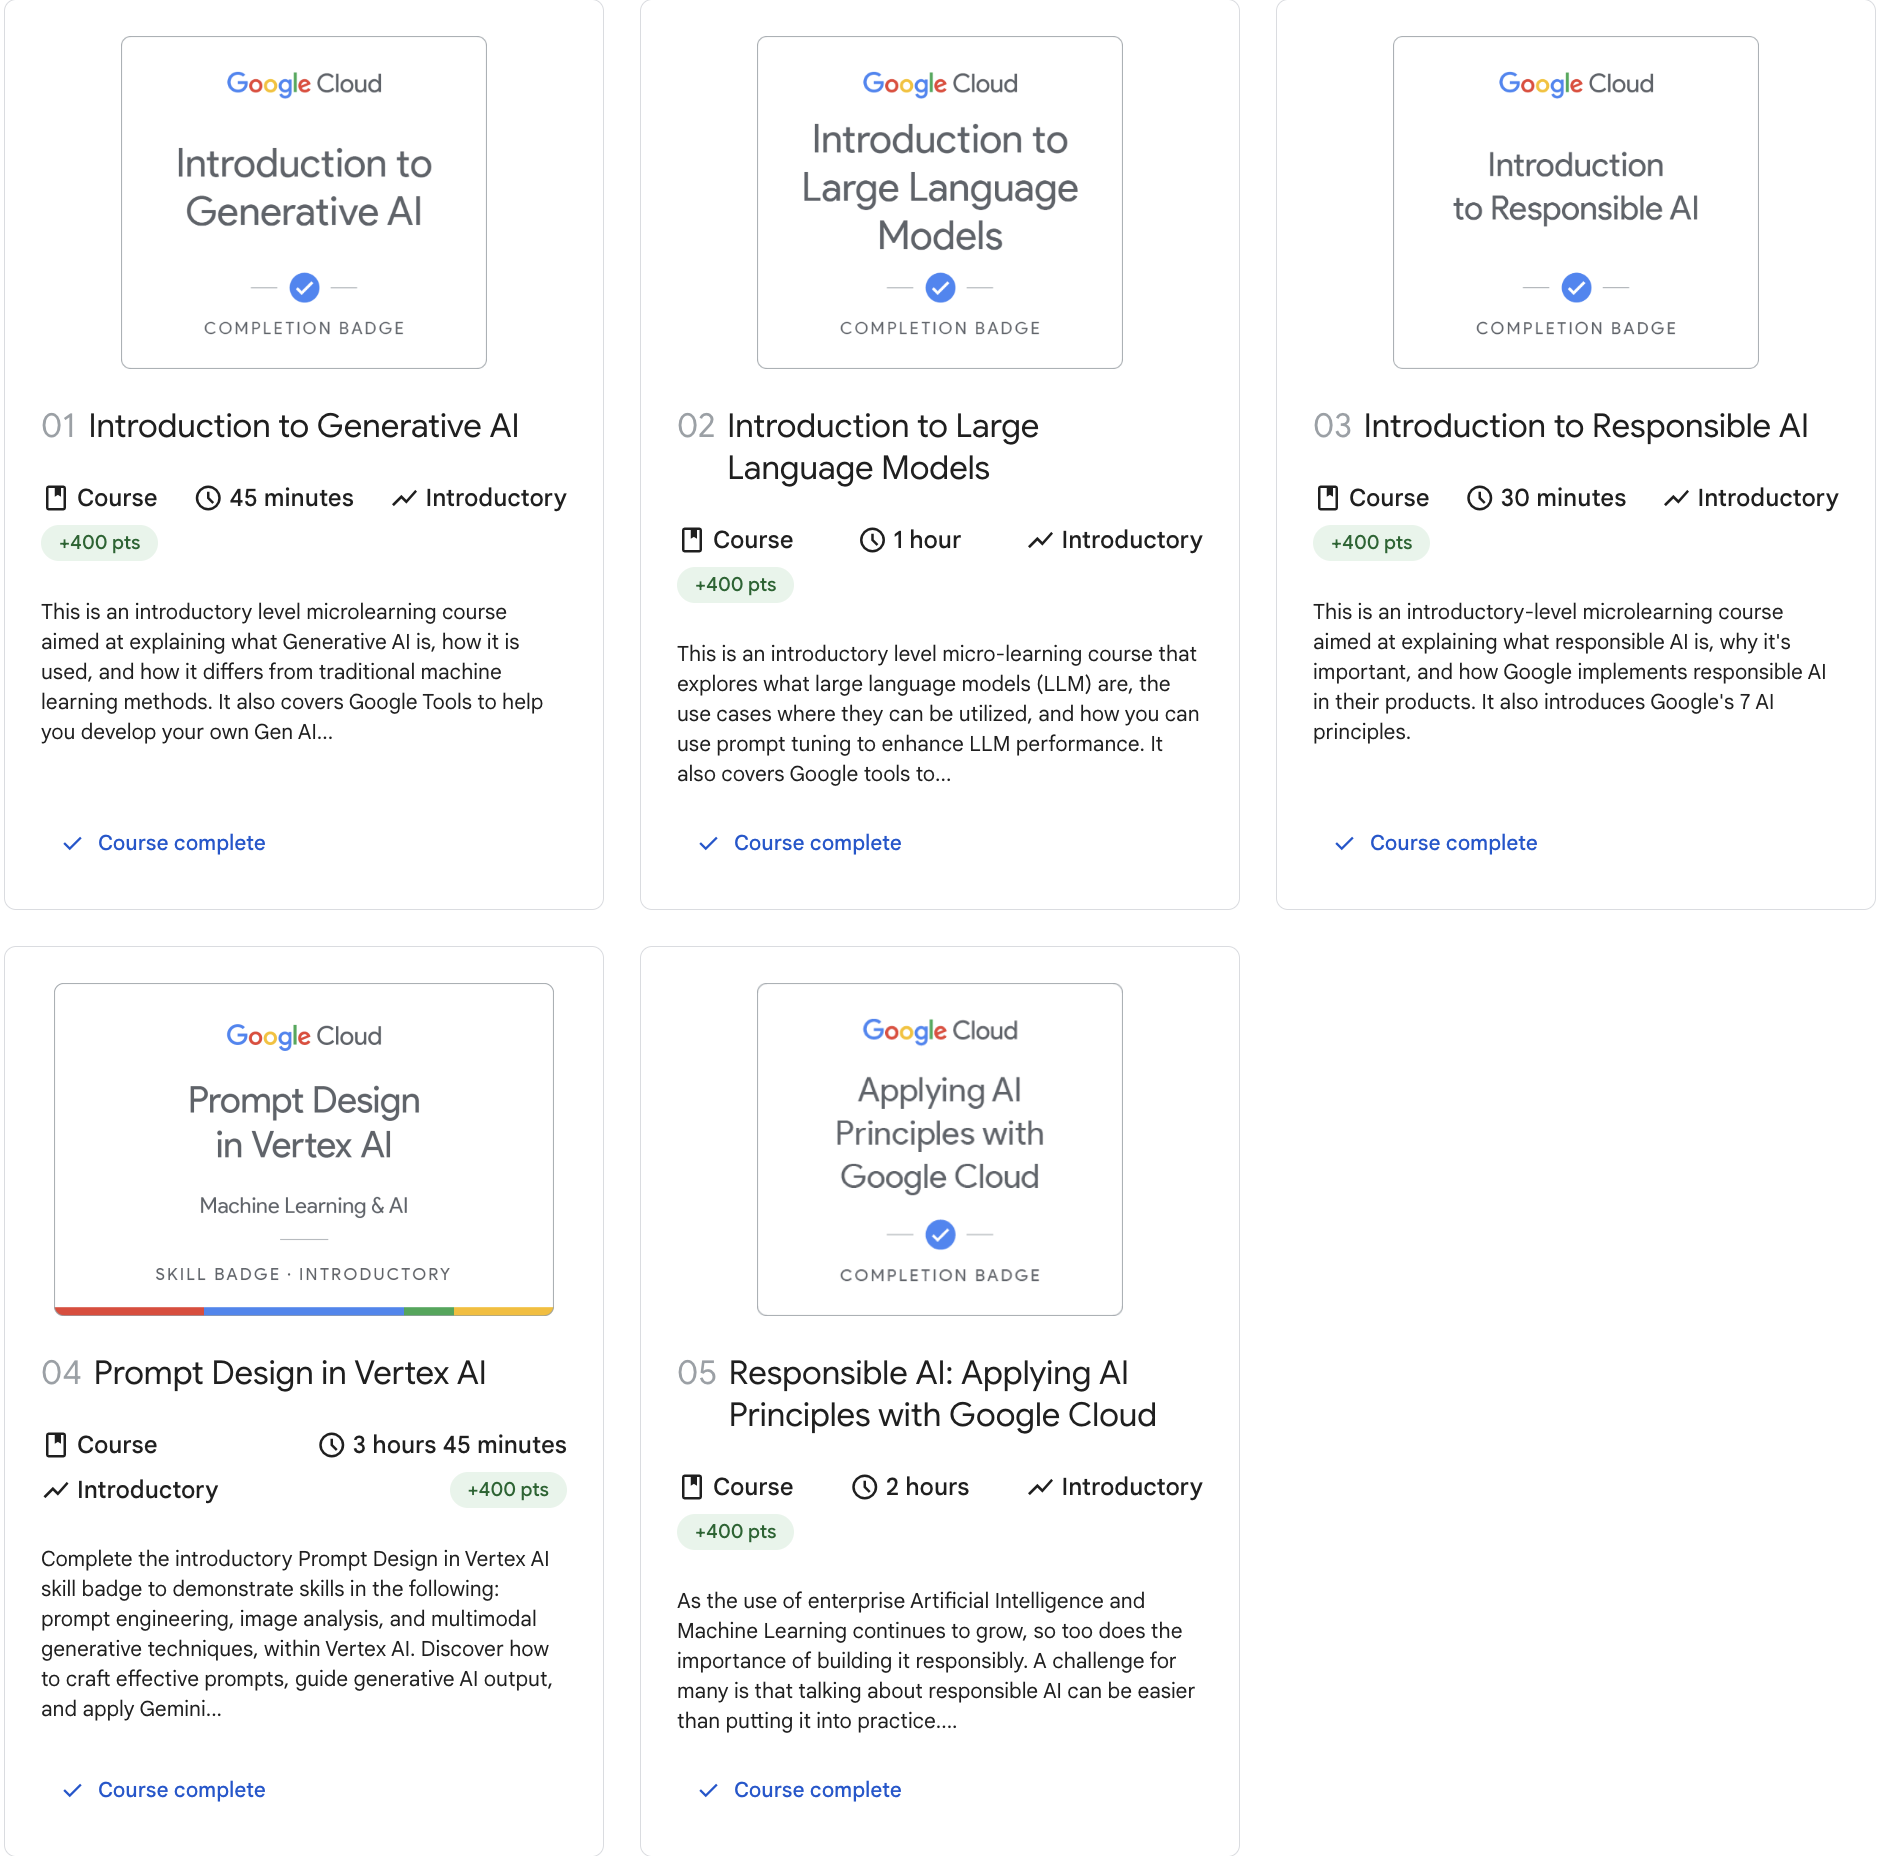 Google Cloud
Introduction to
Generative AI
COMPLETION BADGE
01 Introduction to Generative AI
Course 45 minutes Introductory
+400 pts
This is an introductory level microlearning course
aimed at explaining what Generative AI is, how it is
used, and how it differs from traditional machine
learning methods. It also covers Google Tools to help
you develop your own Gen AI...
Course complete
Google Cloud
Introduction to
Large Language
Models
COMPLETION BADGE
02 Introduction to Large
Language Models
Course 1 hour Introductory
+400 pts
This is an introductory level micro-learning course that
explores what large language models (LLM) are, the
use cases where they can be utilized, and how you can
use prompt tuning to enhance LLM performance. It
also covers Google tools to...
Course complete
Google Cloud
Introduction
to Responsible AI
COMPLETION BADGE
03 Introduction to Responsible AI
Course 30 minutes Introductory
+400 pts
This is an introductory-level microlearning course
aimed at explaining what responsible AI is, why it's
important, and how Google implements responsible AI
in their products. It also introduces Google's 7 AI
principles.
Course complete
Google Cloud
Prompt Design
in Vertex AI
Machine Learning & AI
SKILL BADGE · INTRODUCTORY
04 Prompt Design in Vertex AI
Course 3 hours 45 minutes
Introductory +400 pts
Complete the introductory Prompt Design in Vertex AI
skill badge to demonstrate skills in the following:
prompt engineering, image analysis, and multimodal
generative techniques, within Vertex AI. Discover how
to craft effective prompts, guide generative AI output,
and apply Gemini...
Course complete
Google Cloud
Applying AI
Principles with
Google Cloud
COMPLETION BADGE
05 Responsible AI: Applying AI
Principles with Google Cloud
Course 2 hours Introductory
+400 pts
As the use of enterprise Artificial Intelligence and
Machine Learning continues to grow, so too does the
importance of building it responsibly. A challenge for
many is that talking about responsible AI can be easier
than putting it into practice....
Course complete